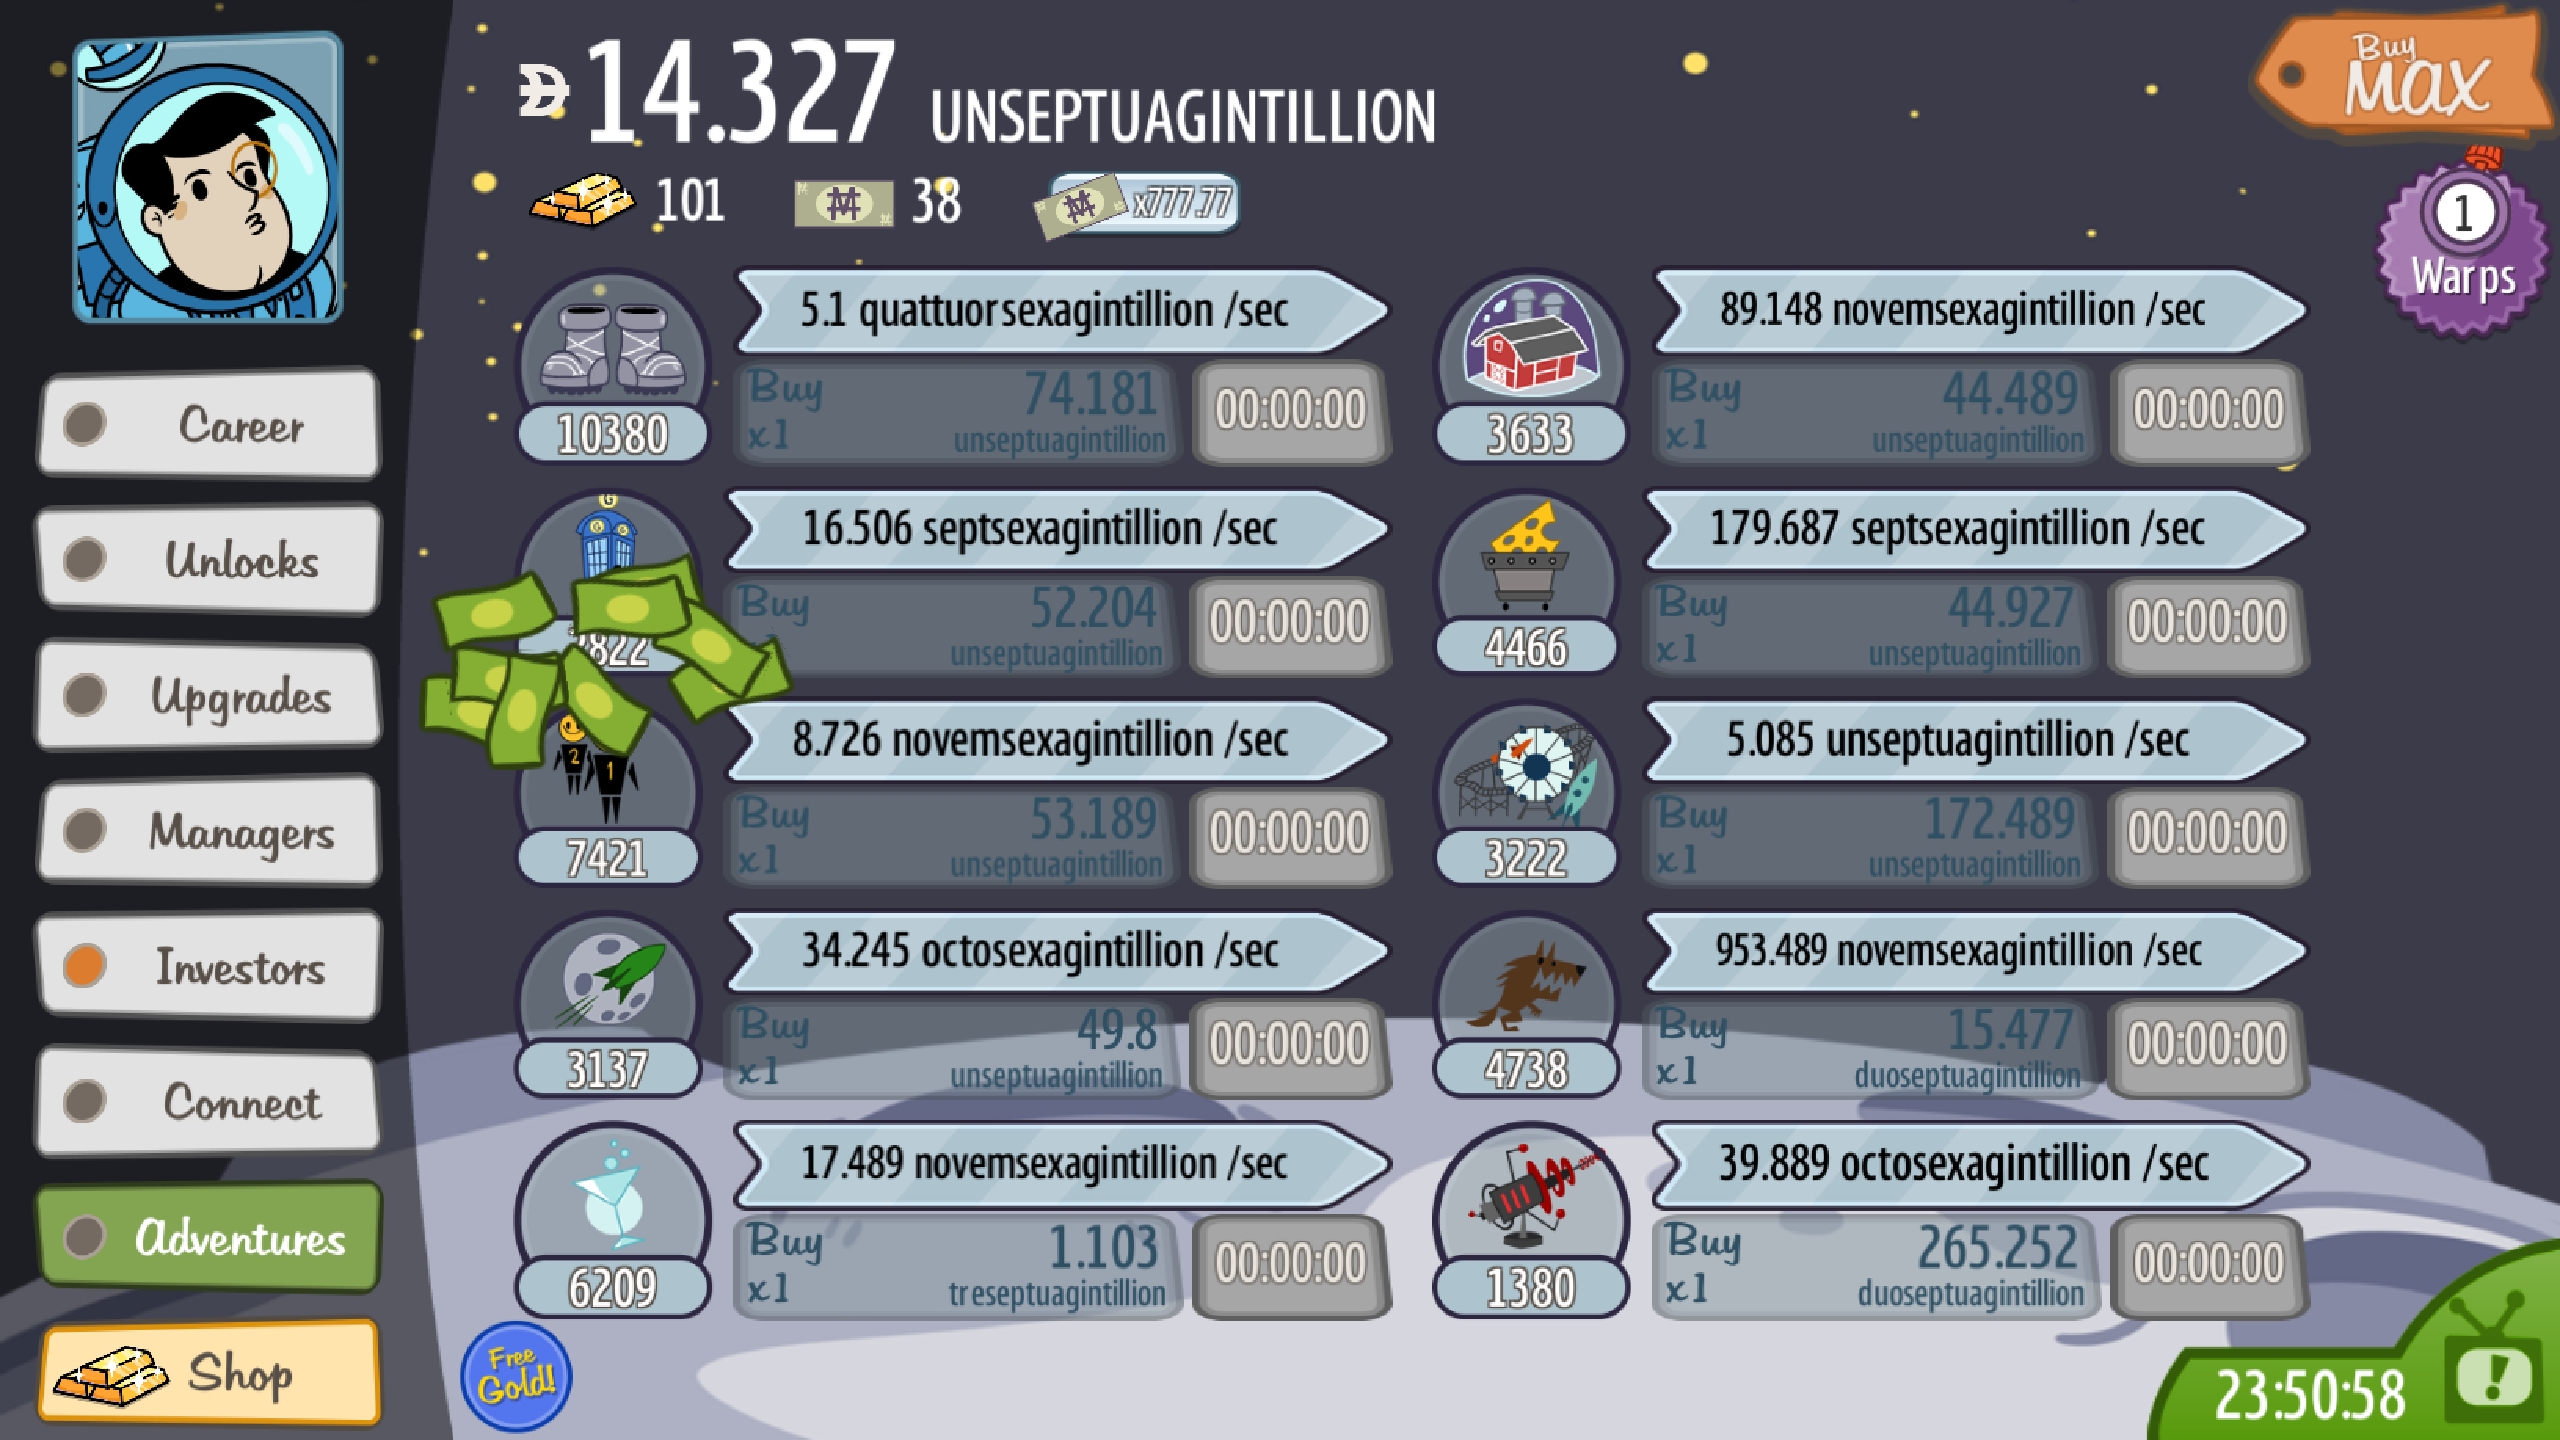 14.327 UNSEPTUAGINTILLION
Buy
MAX
101
38
x777.77
1
Warps
Career
Unlocks
Upgrades
Managers
Investors
Connect
Adventures
Shop
5.1 quattuorsexagintillion /sec
10380
Buy
x1
74.181
unseptuagintillion
00:00:00
89.148 novemsexagintillion /sec
3633
Buy
x1
44.489
unseptuagintillion
00:00:00
16.506 septsexagintillion /sec
Buy
52.204
unseptuagintillion
00:00:00
179.687 septsexagintillion /sec
4466
Buy
x1
44.927
unseptuagintillion
00:00:00
8.726 novemsexagintillion /sec
2
1
7421
Buy
x1
53.189
unseptuagintillion
00:00:00
5.085 unseptuagintillion /sec
3222
Buy
x1
172.489
unseptuagintillion
00:00:00
34.245 octosexagintillion /sec
3137
Buy
x1
49.8
unseptuagintillion
00:00:00
953.489 novemsexagintillion /sec
4738
Buy
x1
15.477
duoseptuagintillion
00:00:00
17.489 novemsexagintillion /sec
6209
Buy
x1
1.103
treseptuagintillion
00:00:00
39.889 octosexagintillion /sec
1380
Buy
x1
265.252
duoseptuagintillion
00:00:00
Free
Gold!
23:50:58